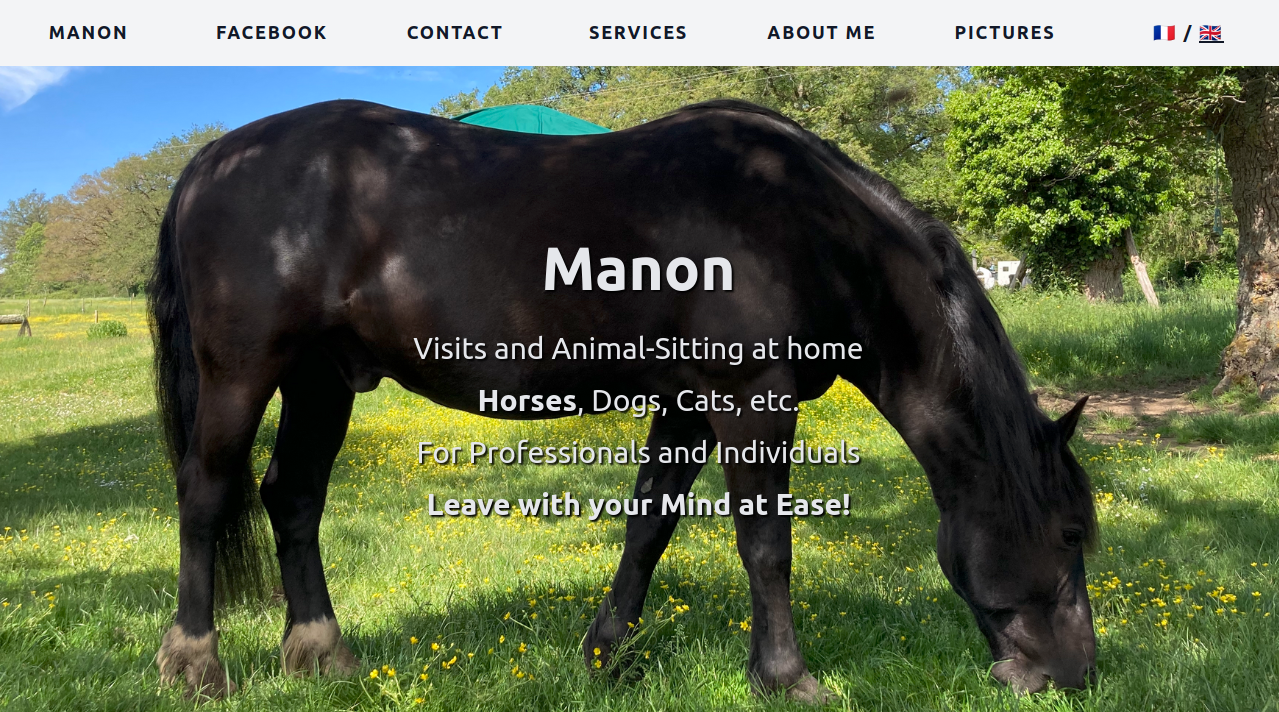 MANON FACEBOOK CONTACT SERVICES ABOUT ME PICTURES 🇫🇷 / 🇬🇧
Manon
Visits and Animal-Sitting at home
Horses, Dogs, Cats, etc.
For Professionals and Individuals
Leave with your Mind at Ease!